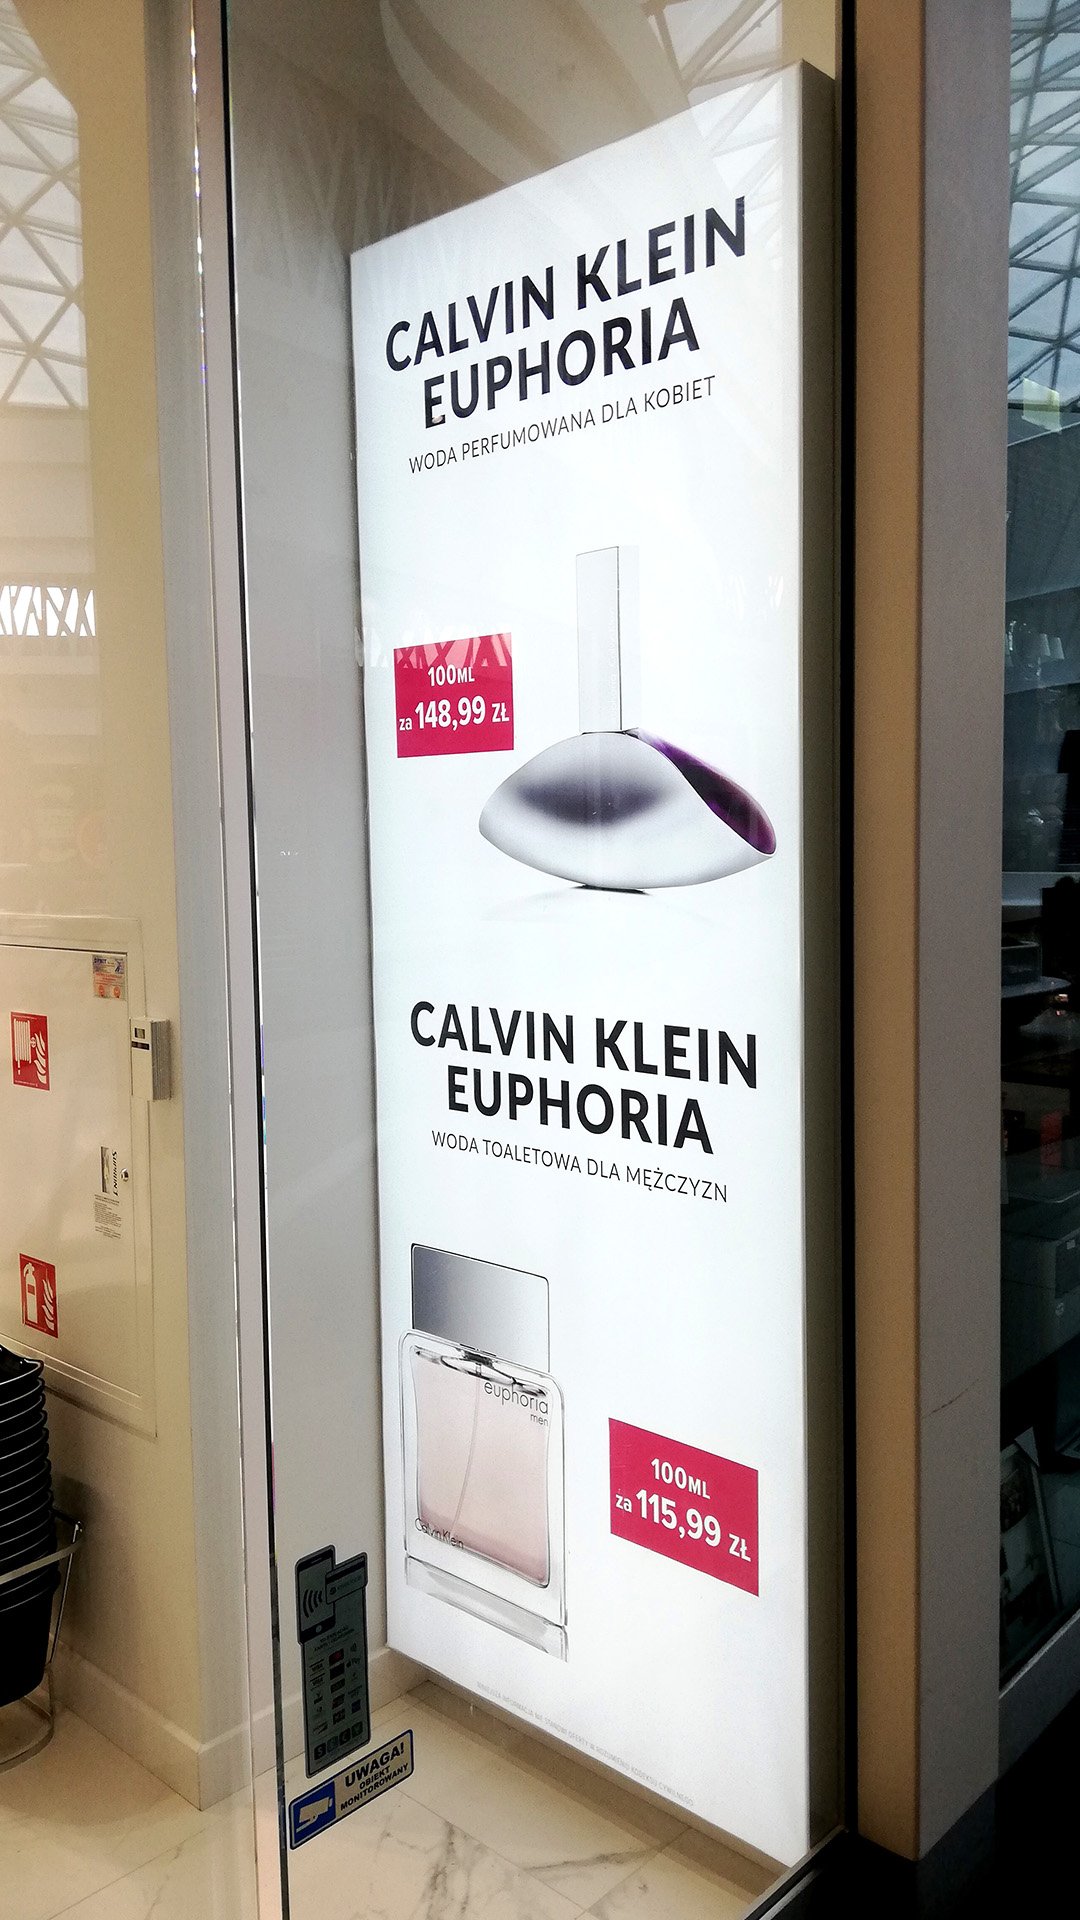 CALVIN KLEIN
EUPHORIA
WODA PERFUMOWANA DLA KOBIET
100ML
za 148,99 ZŁ
CALVIN KLEIN
EUPHORIA
WODA TOALETOWA DLA MĘŻCZYZN
euphoria
men
Calvin Klein
100ML
za 115,99 ZŁ
UWAGA!
OBIEKT
MONITOROWANY